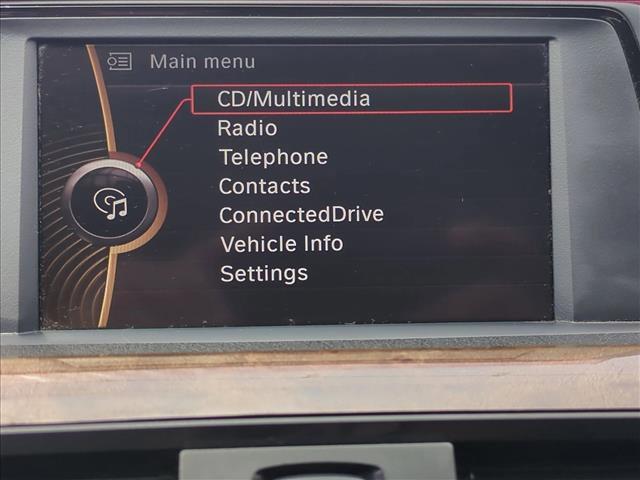 Main menu
CD/Multimedia
Radio
Telephone
Contacts
ConnectedDrive
Vehicle Info
Settings